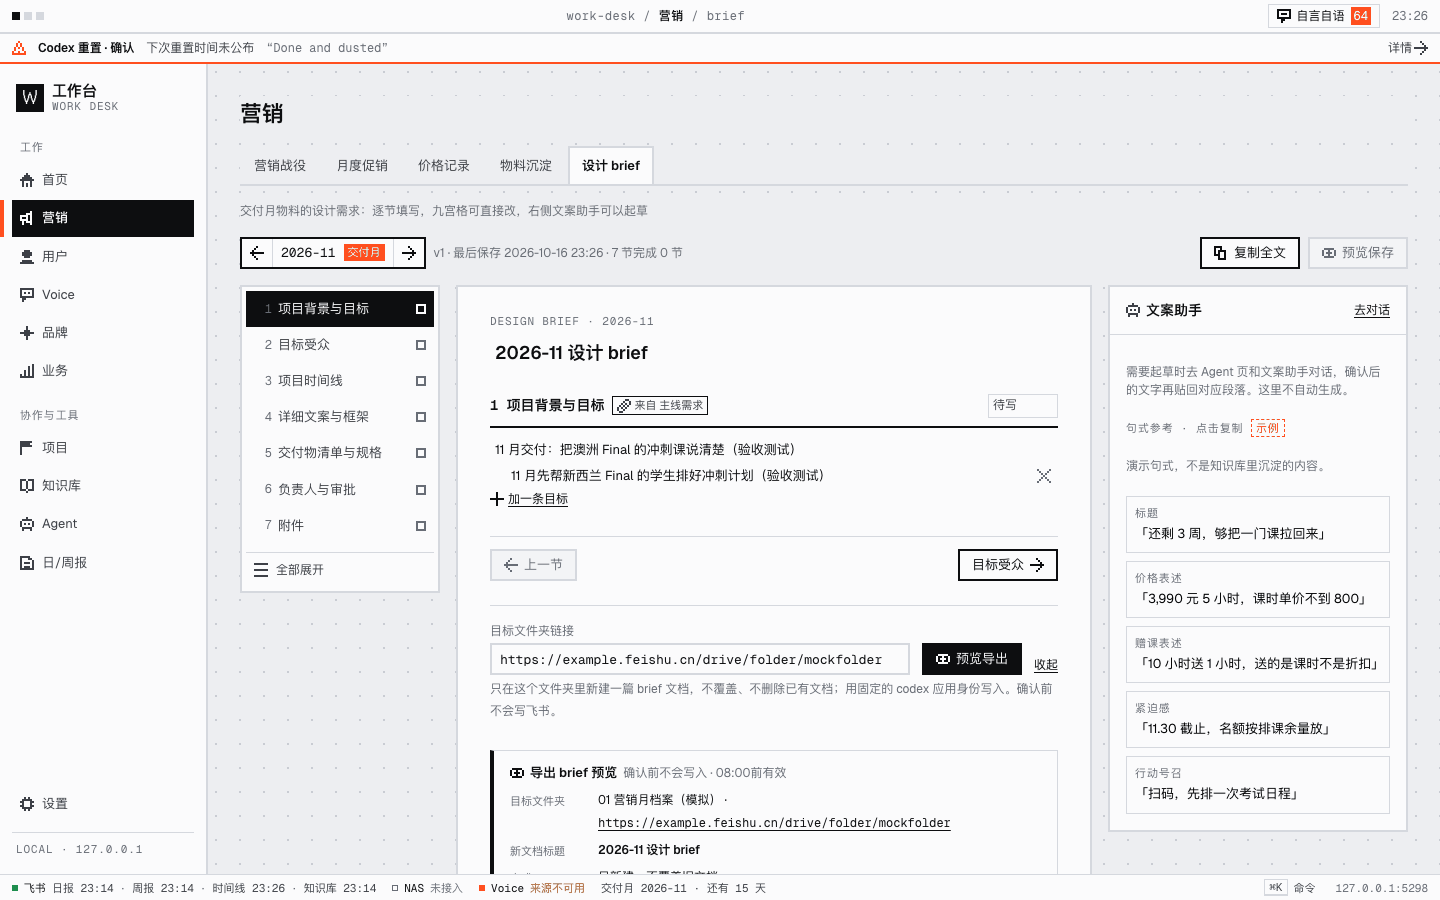 work-desk / 营销 / brief
自言自语 64
23:26
Codex 重置·确认 下次重置时间未公布 “Done and dusted”
详情
W
工作台
WORK DESK
工作
首页
营销
用户
Voice
品牌
业务
协作与工具
项目
知识库
Agent
日/周报
设置
LOCAL · 127.0.0.1
营销
营销战役 月度促销 价格记录 物料沉淀 设计 brief
交付月物料的设计需求：逐节填写，九宫格可直接改，右侧文案助手可以起草
2026-11 交付月
v1 · 最后保存 2026-10-16 23:26 · 7 节完成 0 节
复制全文
预览保存
1 项目背景与目标
2 目标受众
3 项目时间线
4 详细文案与框架
5 交付物清单与规格
6 负责人与审批
7 附件
全部展开
DESIGN BRIEF · 2026-11
2026-11 设计 brief
1 项目背景与目标 来自 主线需求
待写
11 月交付：把澳洲 Final 的冲刺课说清楚（验收测试）
11 月先帮新西兰 Final 的学生排好冲刺计划（验收测试）
加一条目标
上一节
目标受众
目标文件夹链接
https://example.feishu.cn/drive/folder/mockfolder
预览导出
收起
只在这个文件夹里新建一篇 brief 文档，不覆盖、不删除已有文档；用固定的 codex 应用身份写入。确认前
不会写飞书。
导出 brief 预览 确认前不会写入 · 08:00前有效
目标文件夹 01 营销月档案（模拟） ·
https://example.feishu.cn/drive/folder/mockfolder
新文档标题 2026-11 设计 brief
文案助手
去对话
需要起草时去 Agent 页和文案助手对话，确认后
的文字再贴回对应段落。这里不自动生成。
句式参考 · 点击复制 示例
演示句式，不是知识库里沉淀的内容。
标题
「还剩 3 周，够把一门课拉回来」
价格表述
「3,990 元 5 小时，课时单价不到 800」
赠课表述
「10 小时送 1 小时，送的是课时不是折扣」
紧迫感
「11.30 截止，名额按排课余量放」
行动号召
「扫码，先排一次考试日程」
飞书 日报 23:14 · 周报 23:14 · 时间线 23:26 · 知识库 23:14
NAS 未接入
Voice 来源不可用
交付月 2026-11 · 还有 15 天
⌘K 命令
127.0.0.1:5298